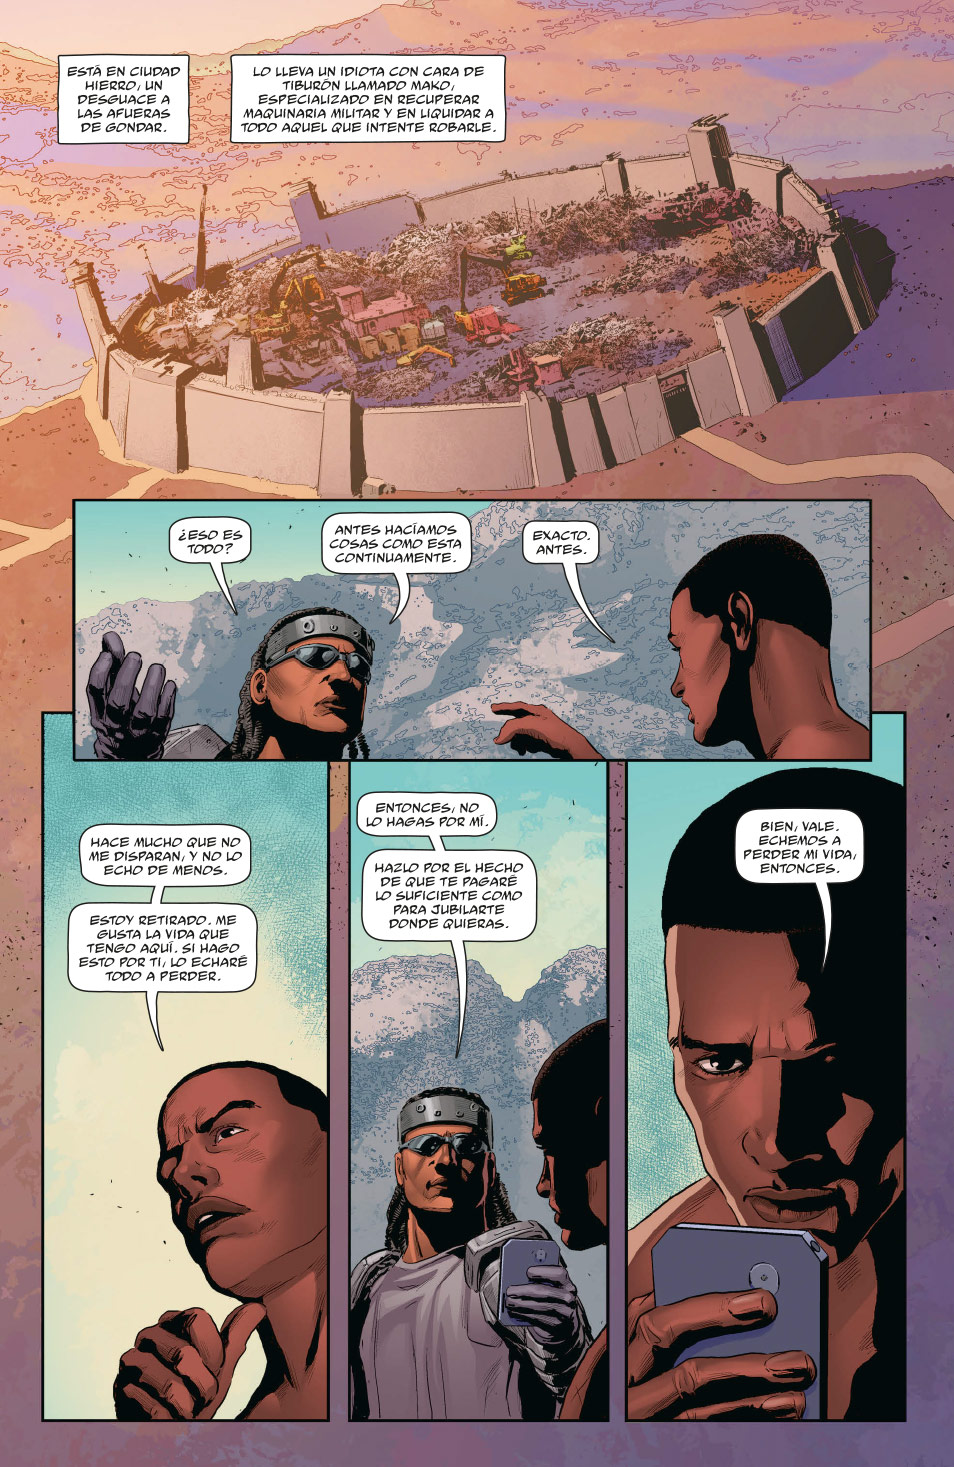 ESTÁ EN CIUDAD
HIERRO, UN
DESGUACE A
LAS AFUERAS
DE GONDAR.
LO LLEVA UN IDIOTA CON CARA DE
TIBURÓN LLAMADO MAKO,
ESPECIALIZADO EN RECUPERAR
MAQUINARIA MILITAR Y EN LIQUIDAR A
TODO AQUEL QUE INTENTE ROBARLE.
¿ESO ES
TODO?
ANTES HACÍAMOS
COSAS COMO ESTA
CONTINUAMENTE.
EXACTO.
ANTES.
HACE MUCHO QUE NO
ME DISPARAN, Y NO LO
ECHO DE MENOS.
ESTOY RETIRADO. ME
GUSTA LA VIDA QUE
TENGO AQUÍ. SI HAGO
ESTO POR TI, LO ECHARÉ
TODO A PERDER.
ENTONCES, NO
LO HAGAS POR MÍ.
HAZLO POR EL HECHO
DE QUE TE PAGARÉ
LO SUFICIENTE COMO
PARA JUBILARTE
DONDE QUIERAS.
BIEN, VALE.
ECHEMOS A
PERDER MI VIDA,
ENTONCES.